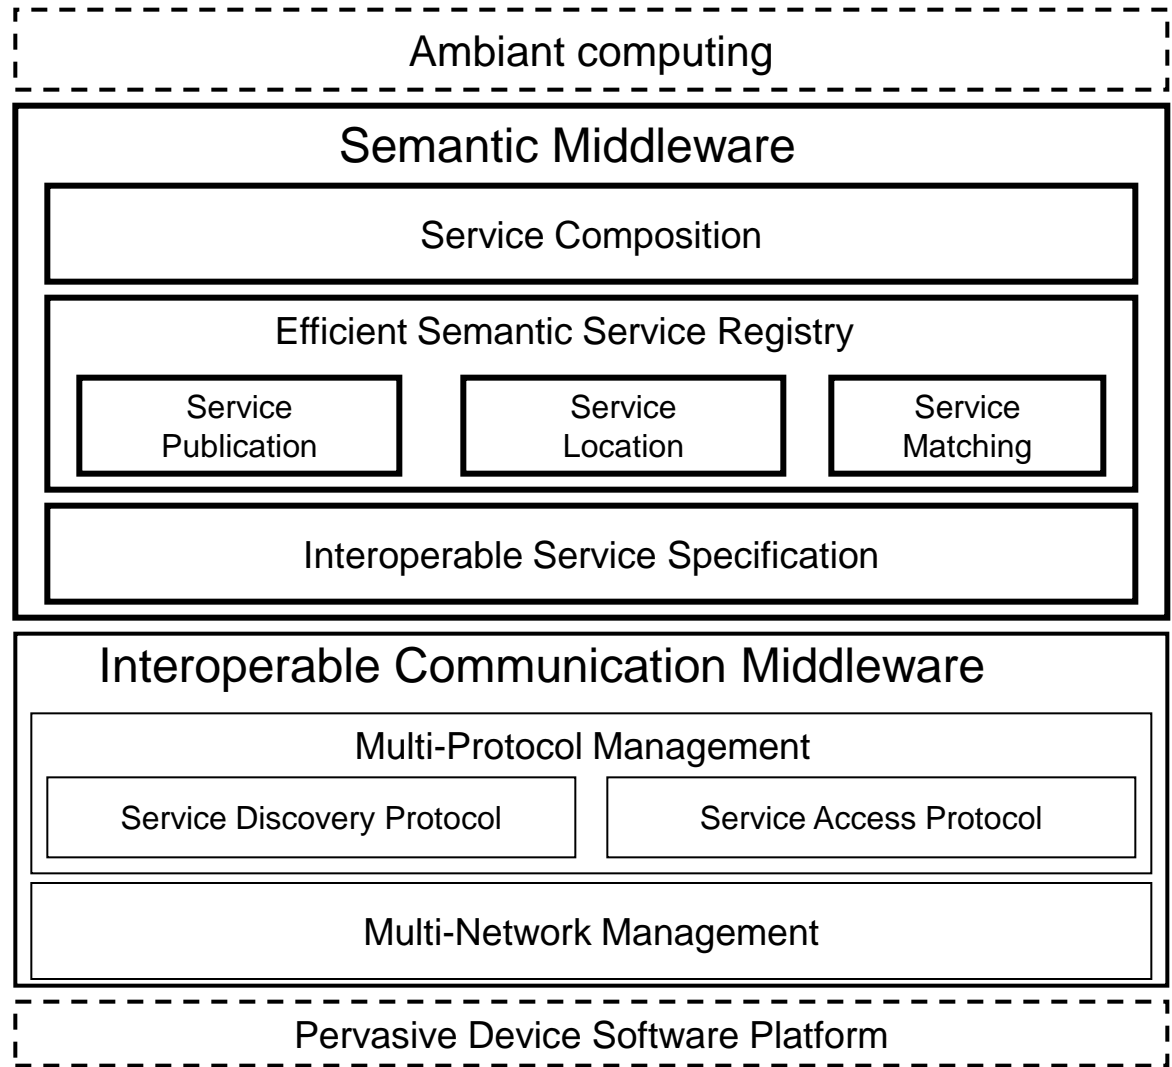 Ambiant computing
Semantic Middleware
Service Composition
Efficient Semantic Service Registry
Service
Publication
Service
Location
Service
Matching
Interoperable Service Specification
Interoperable Communication Middleware
Multi-Protocol Management
Service Discovery Protocol
Service Access Protocol
Multi-Network Management
Pervasive Device Software Platform